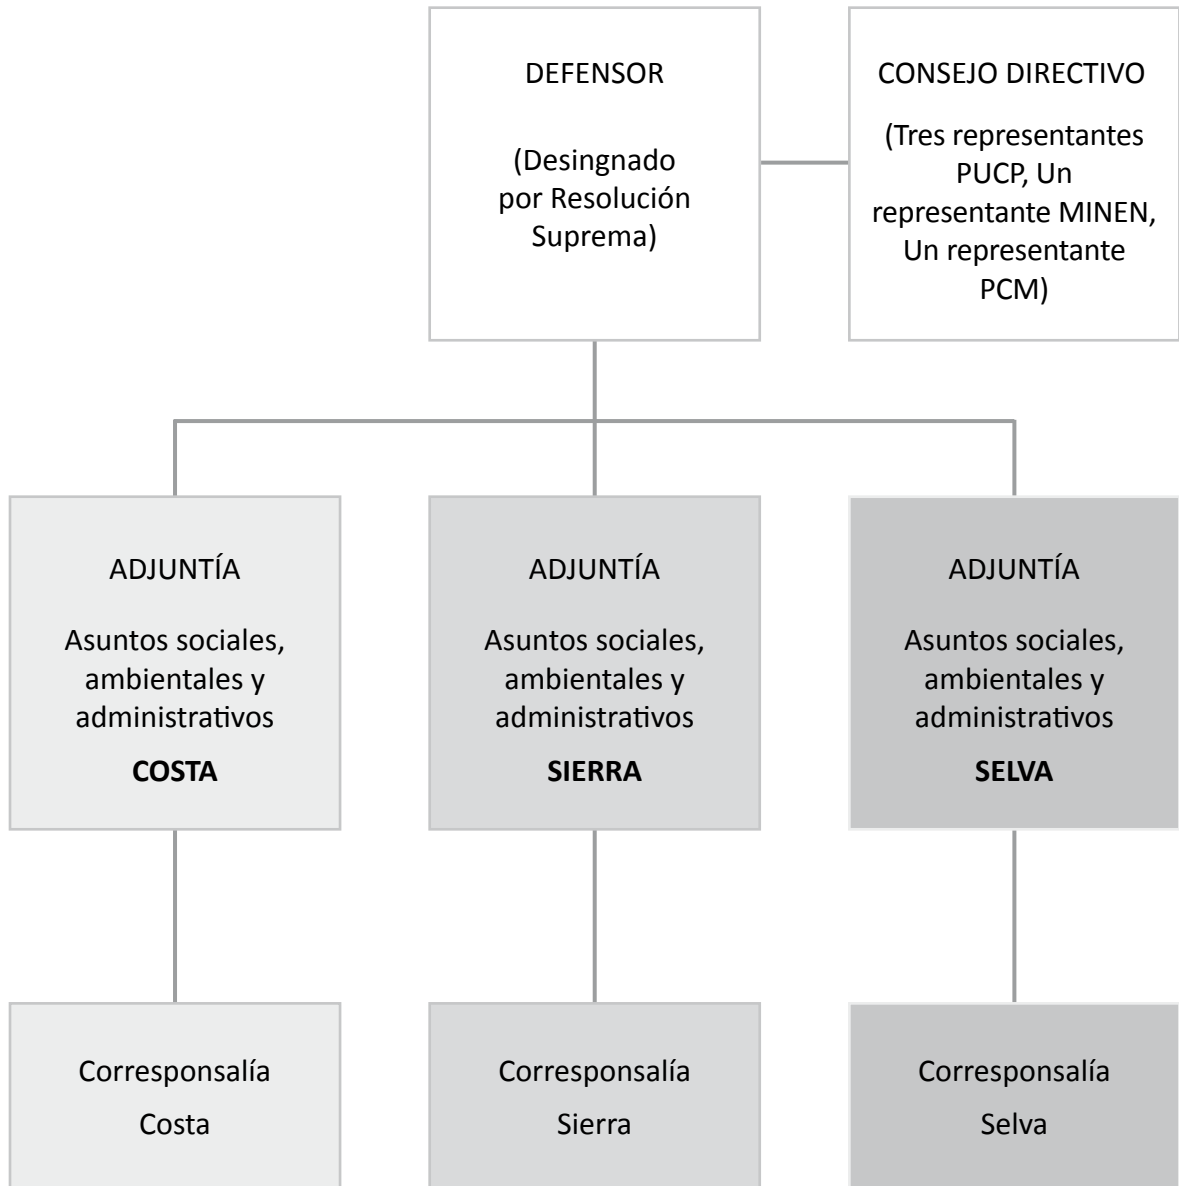 DEFENSOR
(Desingnado
por Resolución
Suprema)
CONSEJO DIRECTIVO
(Tres representantes
PUCP, Un
representante MINEN,
Un representante
PCM)
ADJUNTÍA
Asuntos sociales,
ambientales y
administrativos
COSTA
ADJUNTÍA
Asuntos sociales,
ambientales y
administrativos
SIERRA
ADJUNTÍA
Asuntos sociales,
ambientales y
administrativos
SELVA
Corresponsalía
Costa
Corresponsalía
Sierra
Corresponsalía
Selva